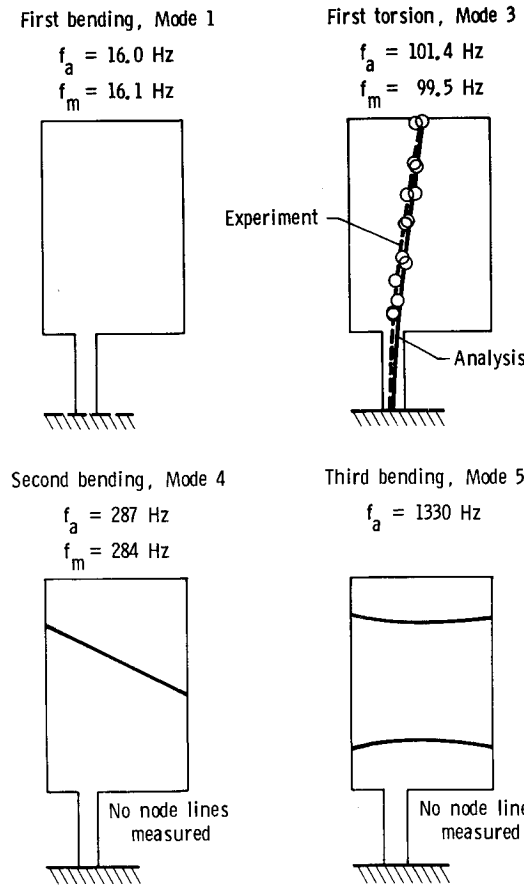 First bending, Mode 1
f_a = 16.0 Hz
f_m = 16.1 Hz
First torsion, Mode 3
f_a = 101.4 Hz
f_m = 99.5 Hz
Experiment
Analysis
Second bending, Mode 4
f_a = 287 Hz
f_m = 284 Hz
No node lines
measured
Third bending, Mode 5
f_a = 1330 Hz
No node line
measured